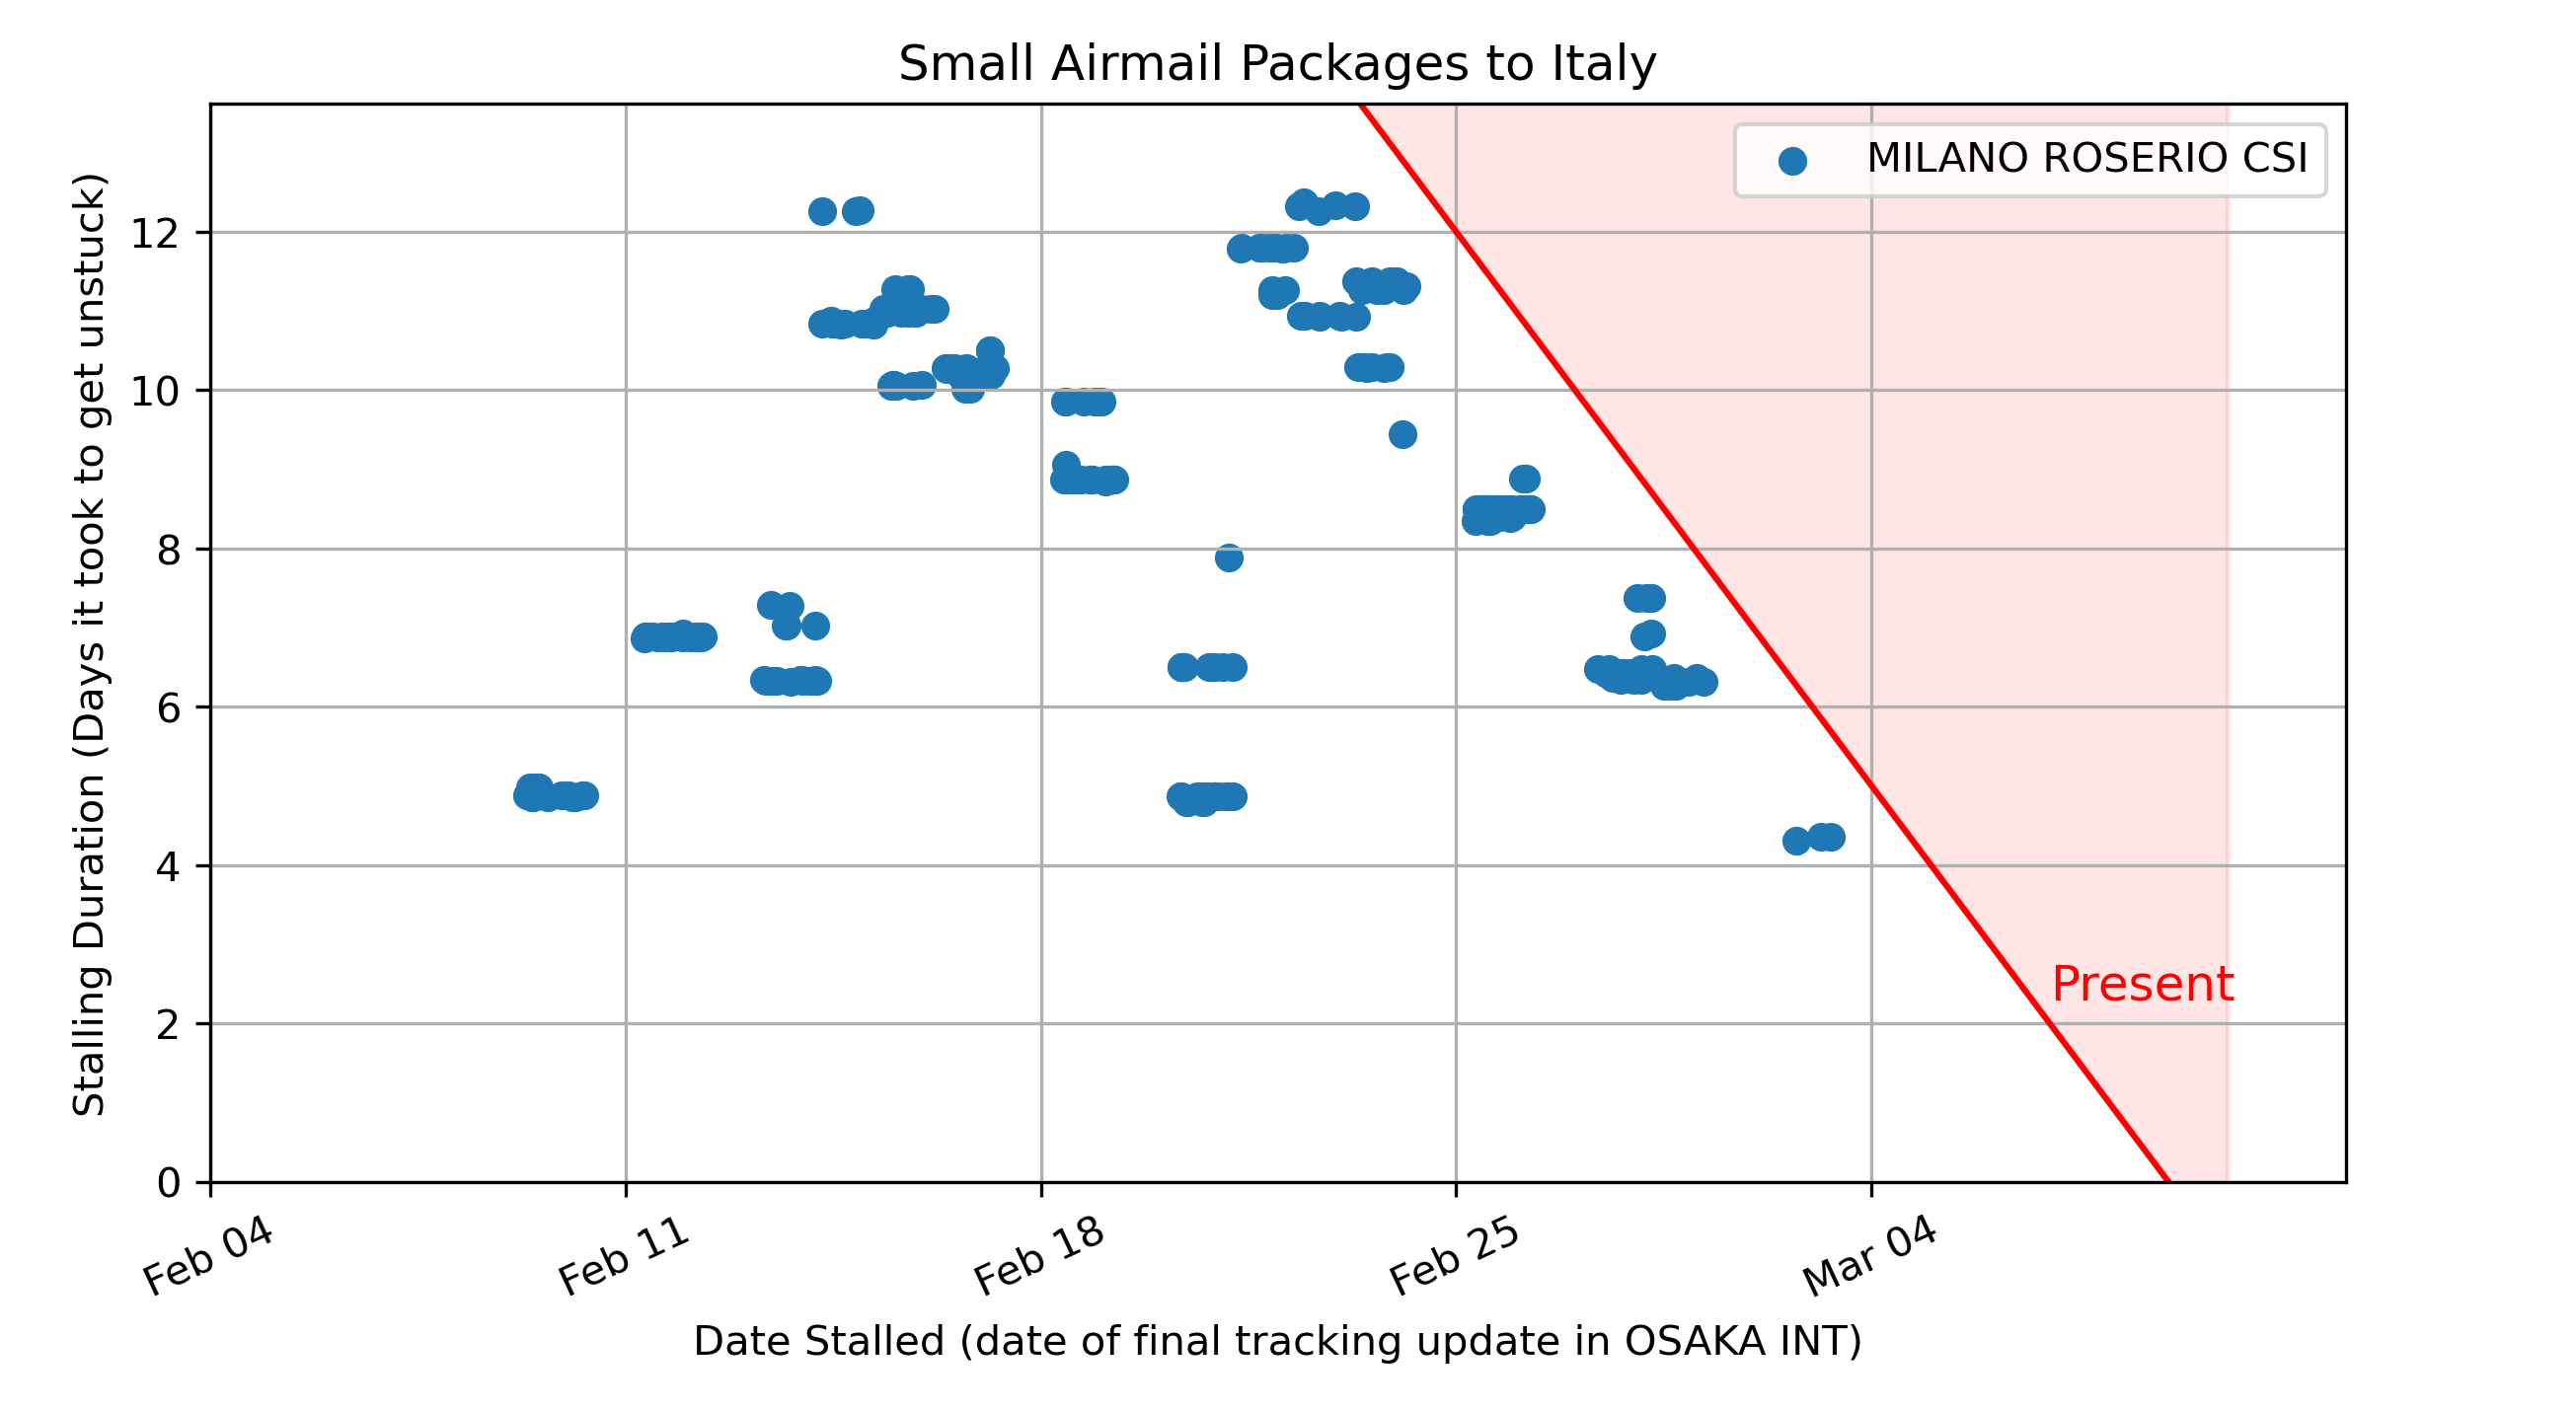 Small Airmail Packages to Italy
MILANO ROSERIO CSI
Stalling Duration (Days it took to get unstuck)
12
10
8
6
4
2
0
Present
Feb 04
Feb 11
Feb 18
Feb 25
Mar 04
Date Stalled (date of final tracking update in OSAKA INT)